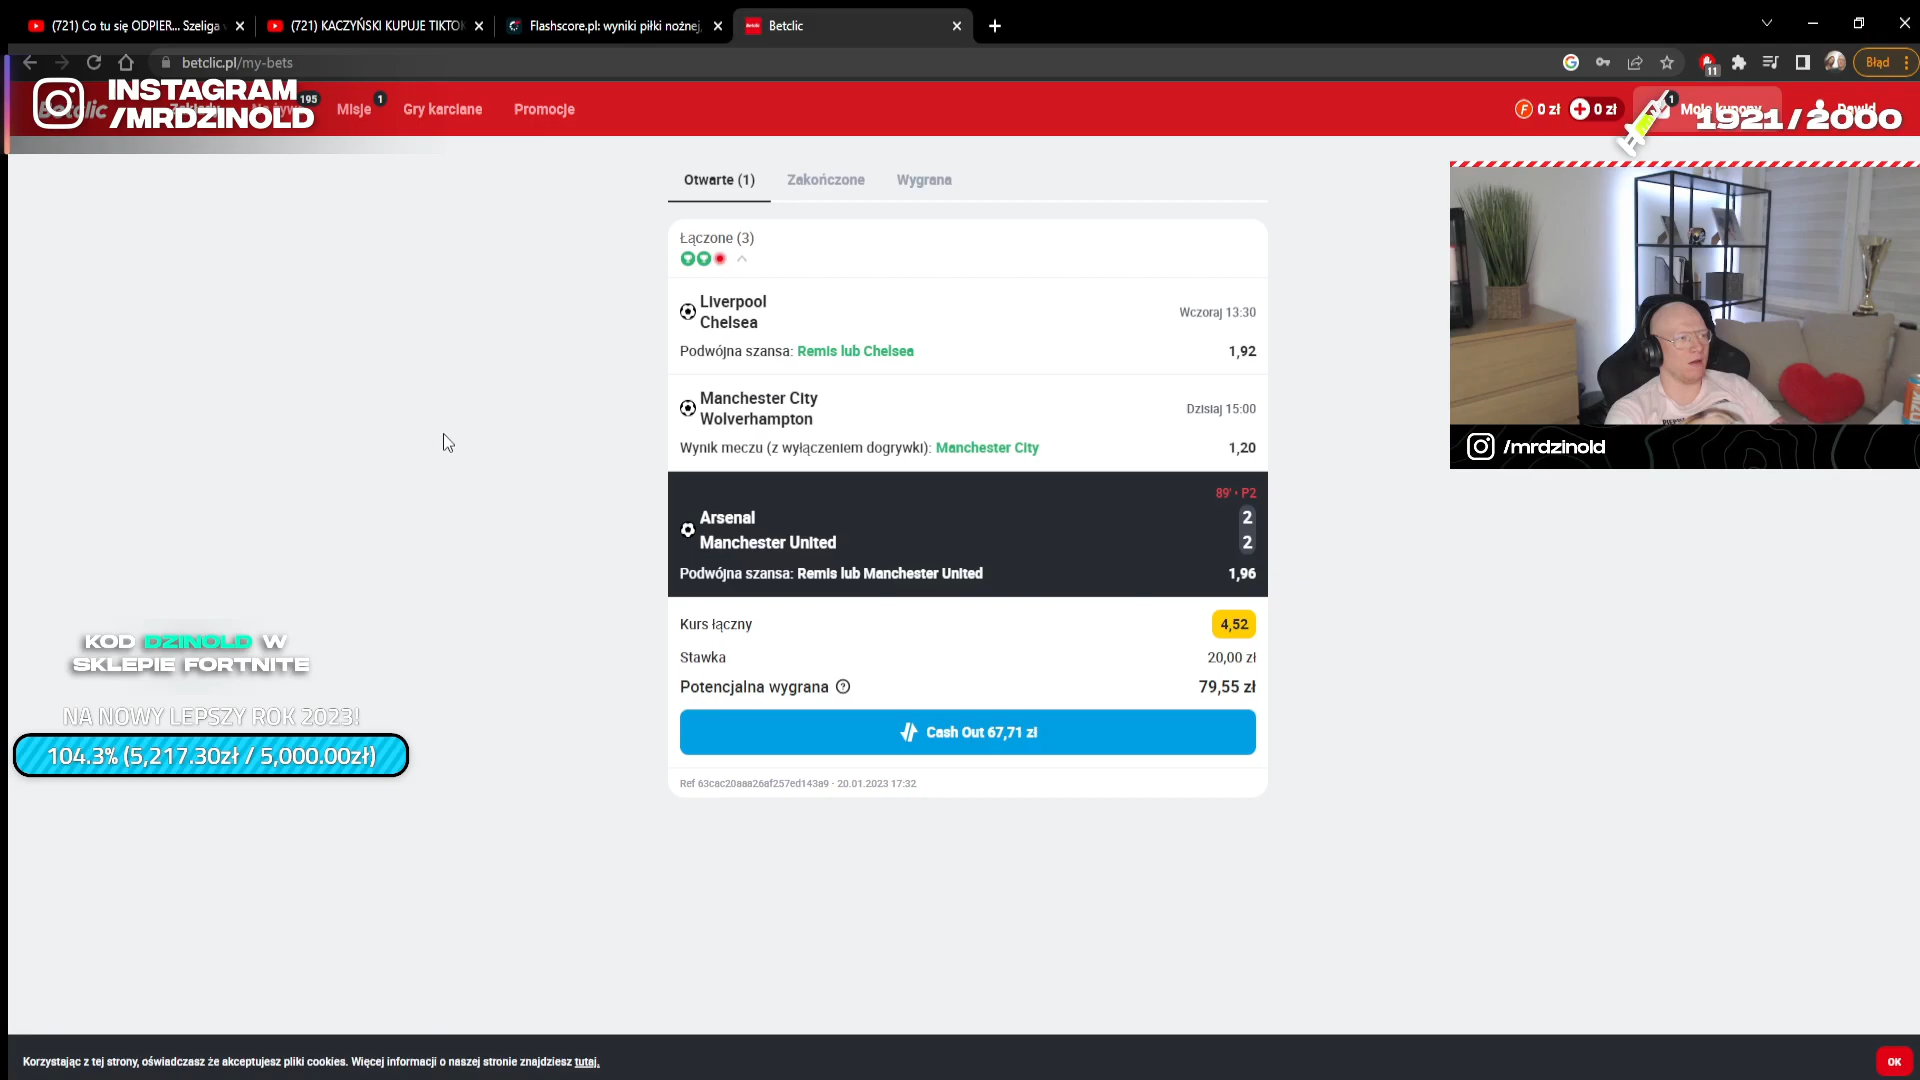 (721) Co tu się ODPIER... Szeliga
(721) KACZYŃSKI KUPUJE TIKTOK
Flashscore.pl: wyniki piłki nożnej,
Betclic
betclic.pl/my-bets
11
Błąd
INSTAGRAM
/MRDZINOLD
195
Misje
1
Gry karciane
Promocje
F 0 zł
0 zł
1
Moje kupony
Dawid
1921/2000
Otwarte (1)
Zakończone
Wygrana
Łączone (3)
Liverpool
Chelsea
Wczoraj 13:30
Podwójna szansa: Remis lub Chelsea
1,92
Manchester City
Wolverhampton
Dzisiaj 15:00
Wynik meczu (z wyłączeniem dogrywki): Manchester City
1,20
89' • P2
Arsenal
2
Manchester United
2
Podwójna szansa: Remis lub Manchester United
1,96
Kurs łączny
4,52
Stawka
20,00 zł
Potencjalna wygrana
79,55 zł
Cash Out 67,71 zł
Ref 63cac20aaa26af257ed143a9 - 20.01.2023 17:32
/mrdzinold
KOD DZINOLD W
SKLEPIE FORTNITE
NA NOWY LEPSZY ROK 2023!
104.3% (5,217.30zł / 5,000.00zł)
Korzystając z tej strony, oświadczasz że akceptujesz pliki cookies. Więcej informacji o naszej stronie znajdziesz tutaj.
OK